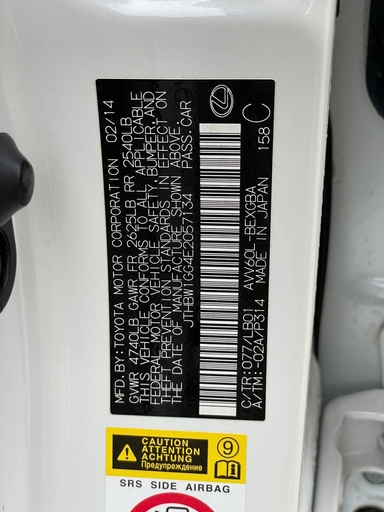 MFD.BY:TOYOTA MOTOR CORPORATION 02/14
GVWR 4740LB GAWR FR 2625LB RR 2540LB
THIS VEHICLE CONFORMS TO ALL APPLICABLE
FEDERAL MOTOR VEHICLE SAFETY,BUMPER,AND
THEFT PREVENTION STANDARDS IN EFFECT ON
THE DATE OF MANUFACTURE SHOWN ABOVE.
JTHBW1GG4E2057134 PASS.CAR
C/TR:077/LB01 AVV60L-BEXQBA
A/TM:-02A/P314 MADE IN JAPAN 158 C
CAUTION
ATTENTION
ACHTUNG
Предупреждение
9
SRS SIDE AIRBAG